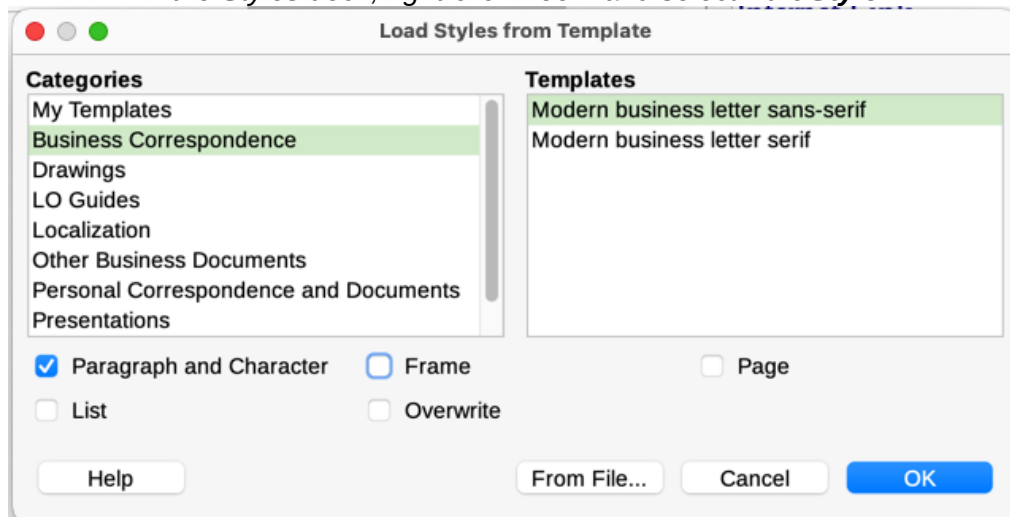 Load Styles from Template
Categories
My Templates
Business Correspondence
Drawings
LO Guides
Localization
Other Business Documents
Personal Correspondence and Documents
Presentations
Templates
Modern business letter sans-serif
Modern business letter serif
Paragraph and Character Frame Page
List Overwrite
Help From File... Cancel OK